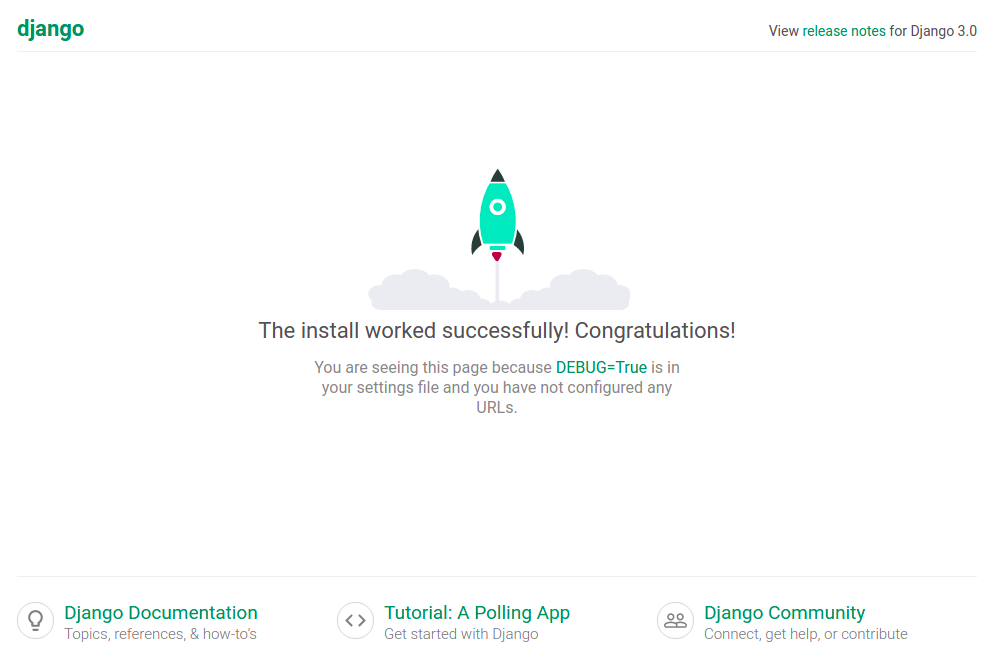 django
View release notes for Django 3.0
The install worked successfully! Congratulations!
You are seeing this page because DEBUG=True is in
your settings file and you have not configured any
URLs.
Django Documentation
Topics, references, & how-to's
Tutorial: A Polling App
Get started with Django
Django Community
Connect, get help, or contribute